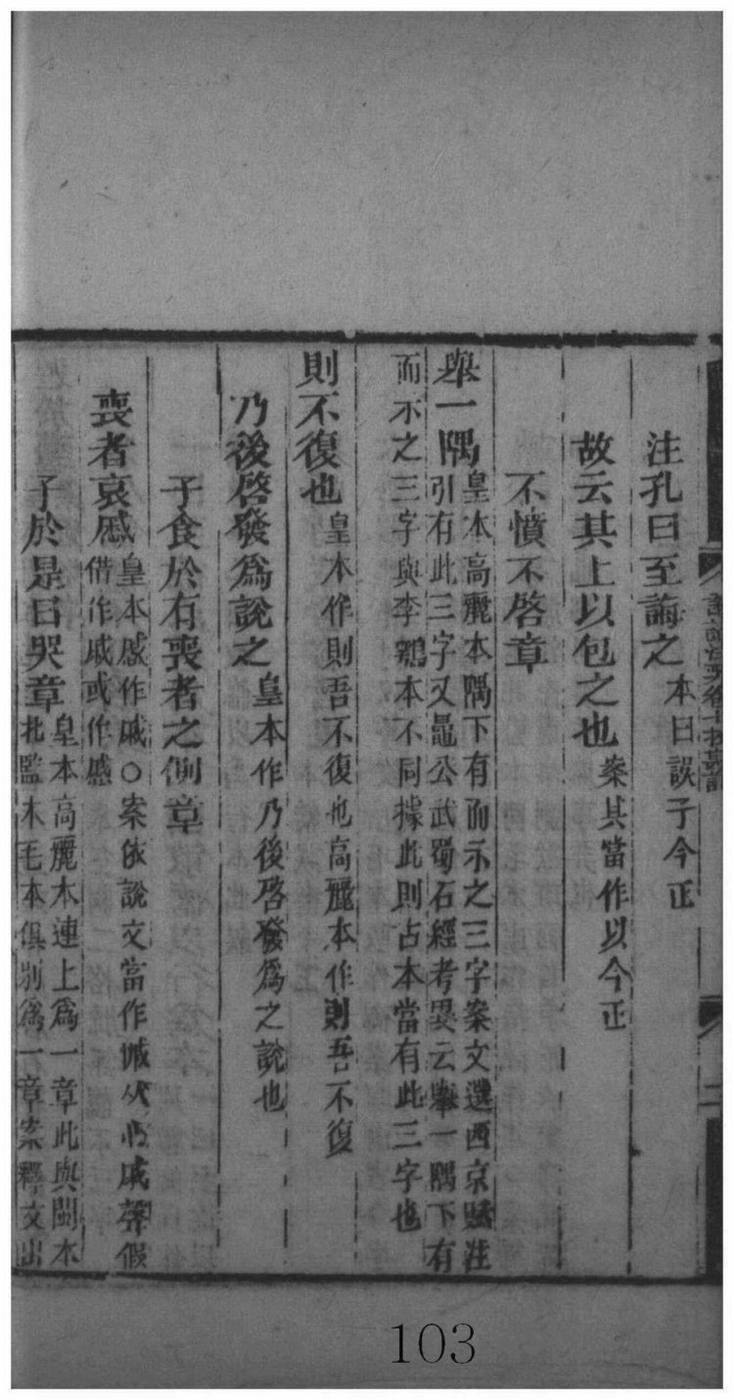 注孔曰至誨之本曰誤子今正
故云其上以包之也案其當作以今正
不憤不啓章
舉一隅皇本高麗本隅下有而示之三字案文選西京賦注
引有此三字又鼂公武蜀石經考異云舉一隅下有
而示之三字與李鶚本不同據此則古本當有此三字也
則不復也皇本作則吾不復也高麗本作則吾不復
乃後啓發爲說之皇本作乃後啓發爲之說也
子食於有喪者之側章
喪者哀慼皇本慼作戚○案依說文當作慽从心戚聲假
借作戚或作慼
子於是日哭章皇本高麗本連上爲一章此與閩本
北監本毛本俱別爲一章案釋文出
二
103